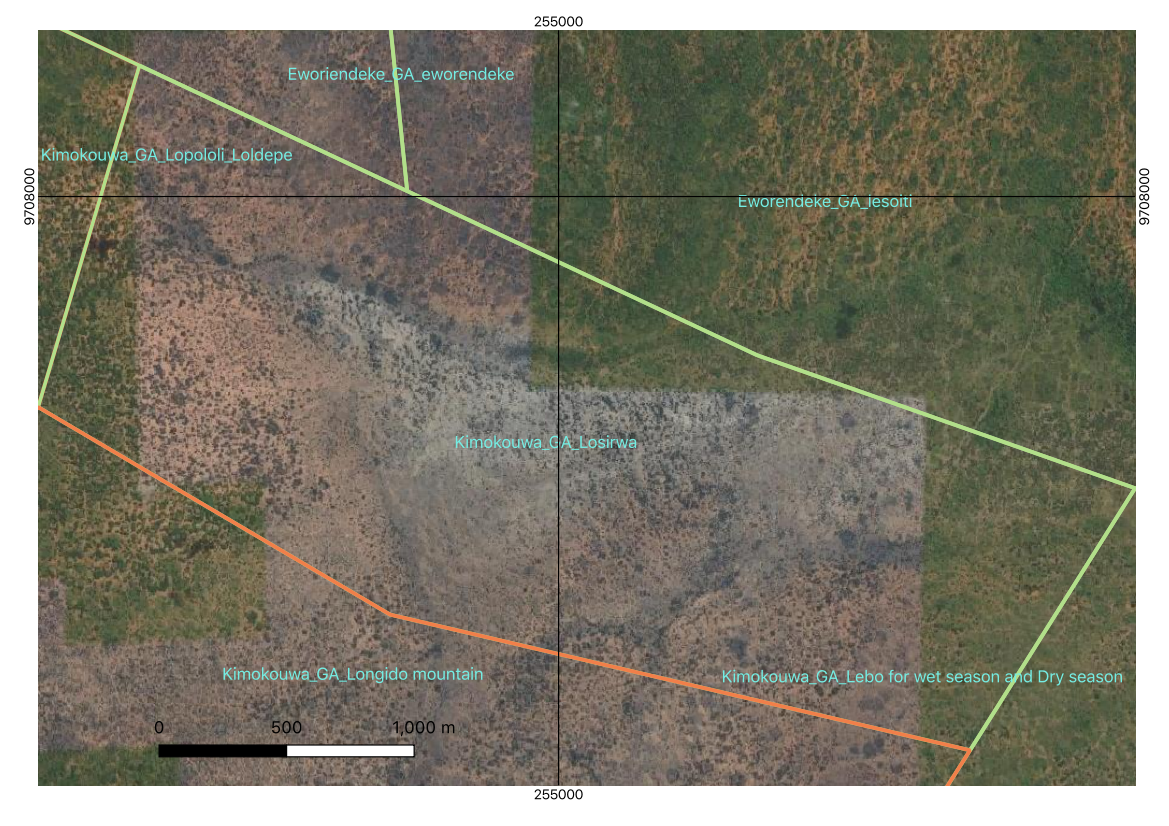 255000
Eworiendeke_GA_eworendeke
Kimokouwa_GA_Lopololi_Loldepe
9708000
9708000
Eworendeke_GA_lesoiti
Kimokouwa_GA_Losirwa
Kimokouwa_GA_Longido mountain
Kimokouwa_GA_Lebo for wet season and Dry season
0 500 1,000 m
255000